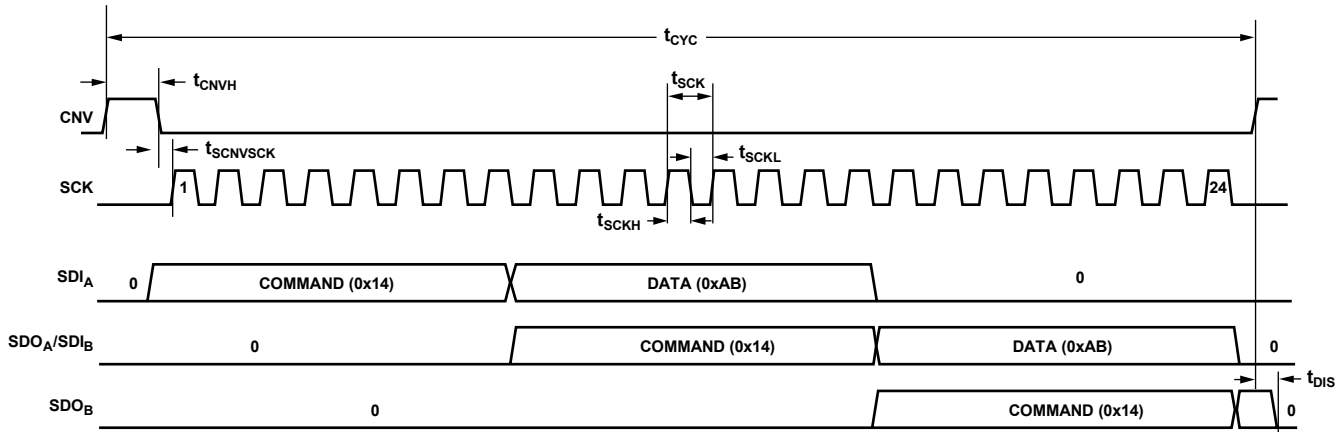 tCYC
tCNVH
tSCK
CNV
tSCNVSCK
tSCKL
SCK
1
24
tSCKH
SDIA
0
COMMAND (0x14)
DATA (0xAB)
0
SDOA/SDIB
0
COMMAND (0x14)
DATA (0xAB)
0
tDIS
SDOB
0
COMMAND (0x14)
0